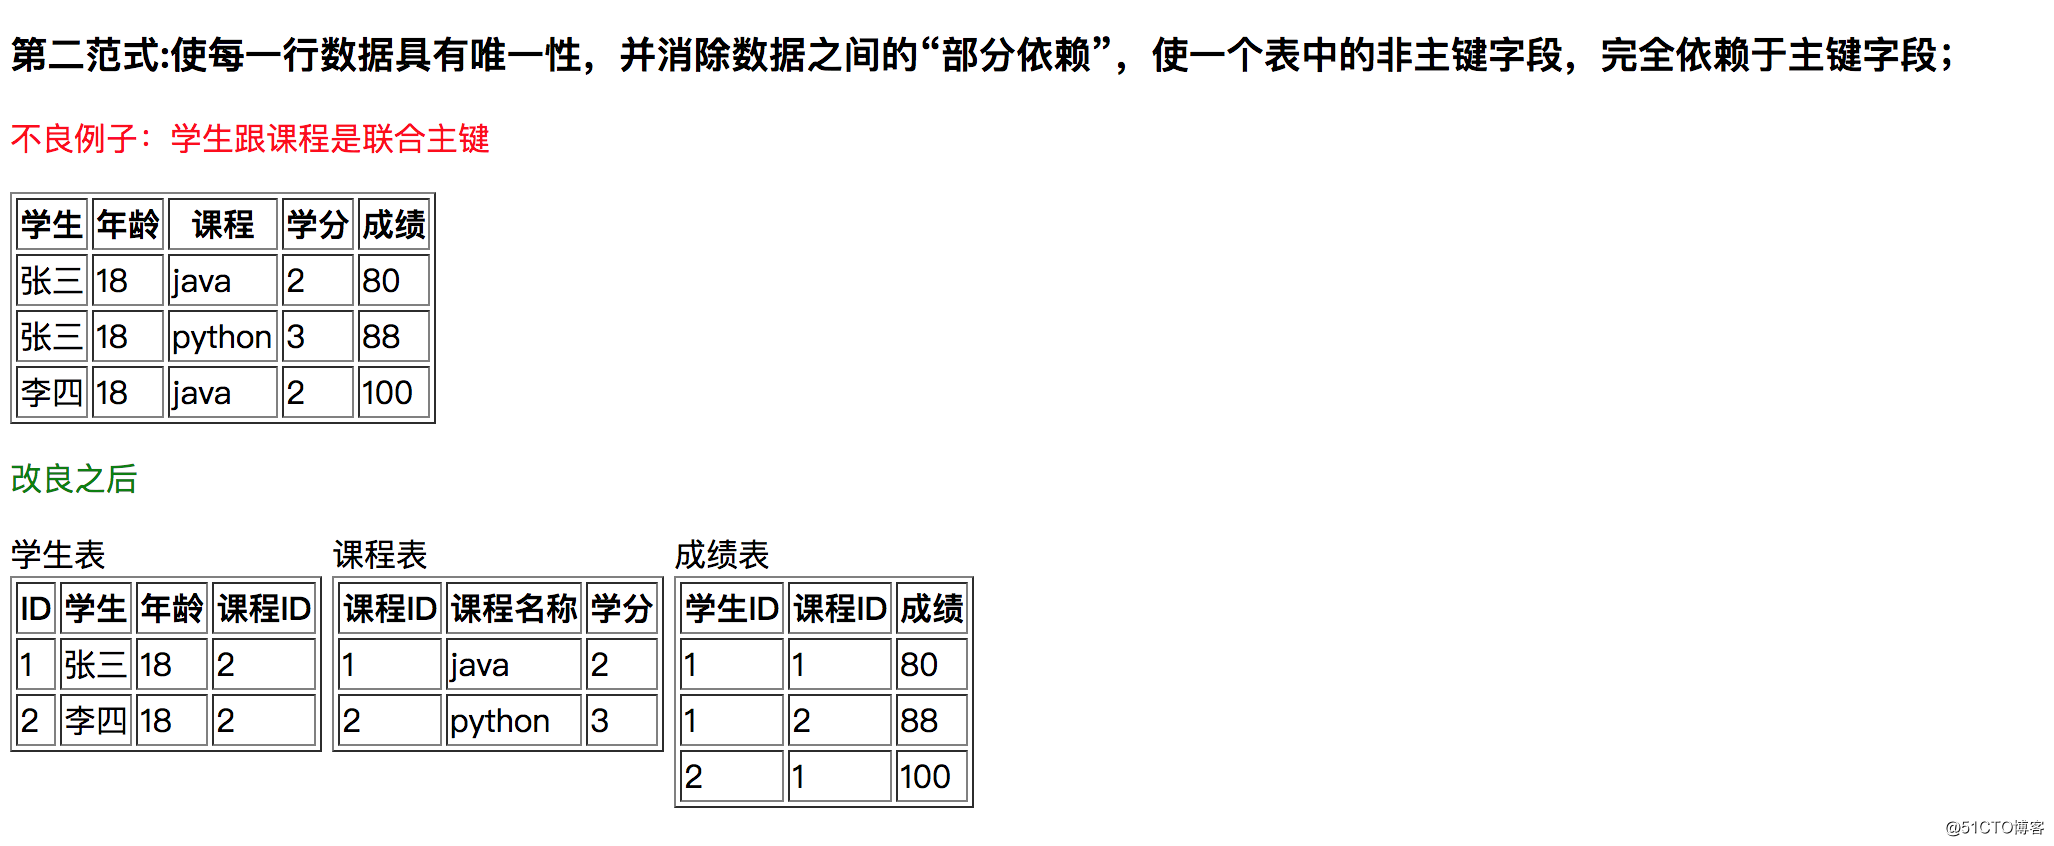 第二范式:使每一行数据具有唯一性，并消除数据之间的“部分依赖”，使一个表中的非主键字段，完全依赖于主键字段；
不良例子：学生跟课程是联合主键
学生 年龄 课程 学分 成绩
张三 18 java 2 80
张三 18 python 3 88
李四 18 java 2 100
改良之后
学生表
ID 学生 年龄 课程ID
1 张三 18 2
2 李四 18 2
课程表
课程ID 课程名称 学分
1 java 2
2 python 3
成绩表
学生ID 课程ID 成绩
1 1 80
1 2 88
2 1 100
@51CTO博客